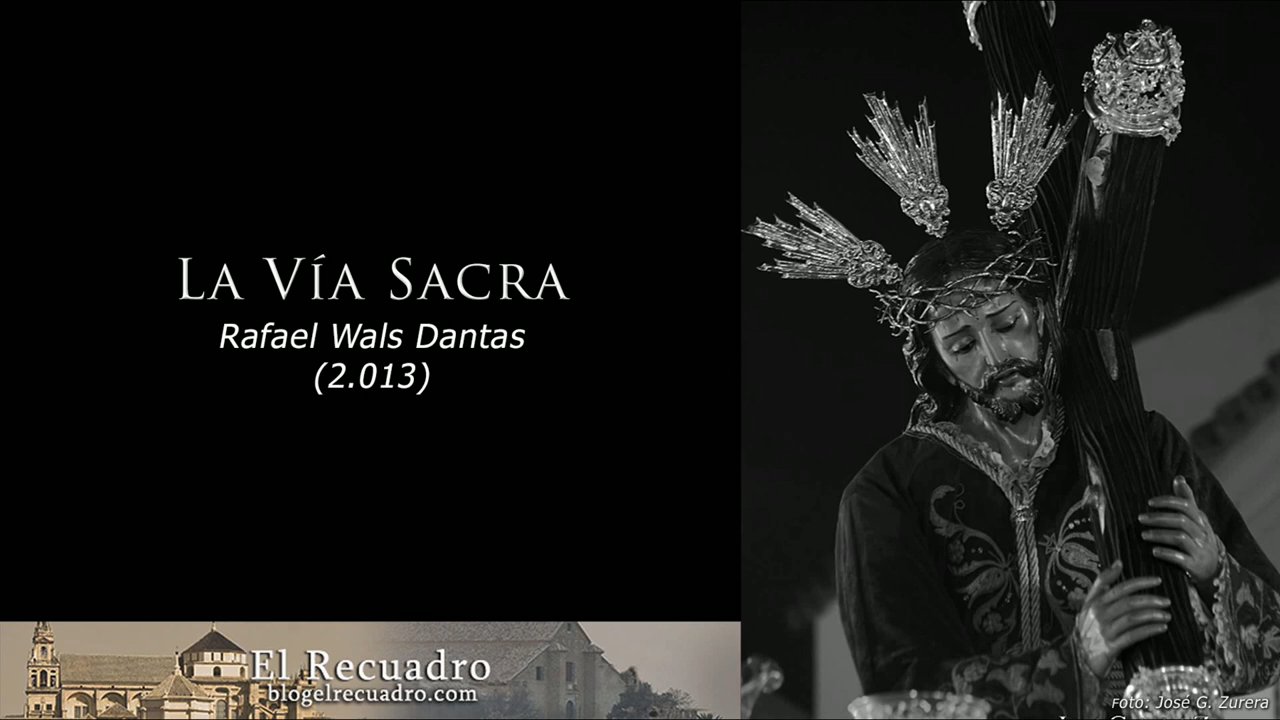 La Vía Sacra
Rafael Wals Dantas
(2.013)
El Recuadro
blogelrecuadro.com
Foto: José G. Zurera